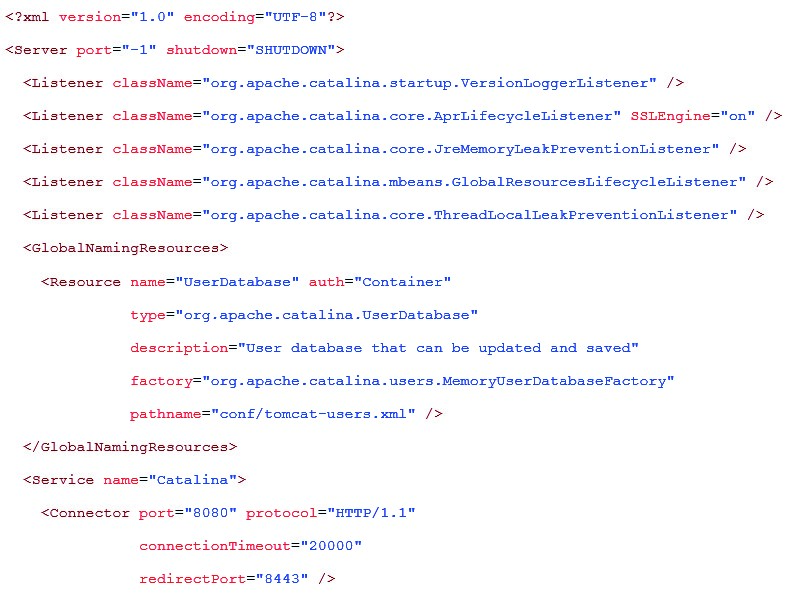 <?xml version="1.0" encoding="UTF-8"?>
<Server port="-1" shutdown="SHUTDOWN">
  <Listener className="org.apache.catalina.startup.VersionLoggerListener" />
  <Listener className="org.apache.catalina.core.AprLifecycleListener" SSLEngine="on" />
  <Listener className="org.apache.catalina.core.JreMemoryLeakPreventionListener" />
  <Listener className="org.apache.catalina.mbeans.GlobalResourcesLifecycleListener" />
  <Listener className="org.apache.catalina.core.ThreadLocalLeakPreventionListener" />
  <GlobalNamingResources>
    <Resource name="UserDatabase" auth="Container"
              type="org.apache.catalina.UserDatabase"
              description="User database that can be updated and saved"
              factory="org.apache.catalina.users.MemoryUserDatabaseFactory"
              pathname="conf/tomcat-users.xml" />
  </GlobalNamingResources>
  <Service name="Catalina">
    <Connector port="8080" protocol="HTTP/1.1"
               connectionTimeout="20000"
               redirectPort="8443" />